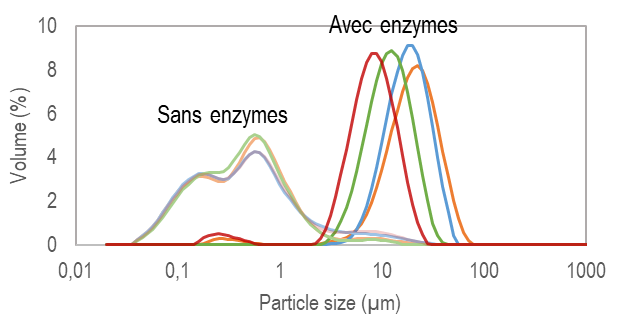 Avec enzymes
Sans enzymes
Volume (%)
10
8
6
4
2
0
0,01 0,1 1 10 100 1000
Particle size (µm)